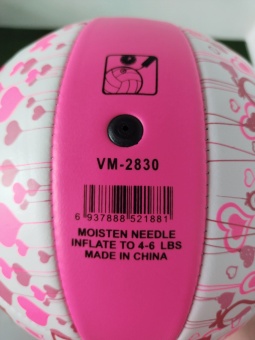 VM-2830
6 937888 521881
MOISTEN NEEDLE
INFLATE TO 4-6 LBS
MADE IN CHINA